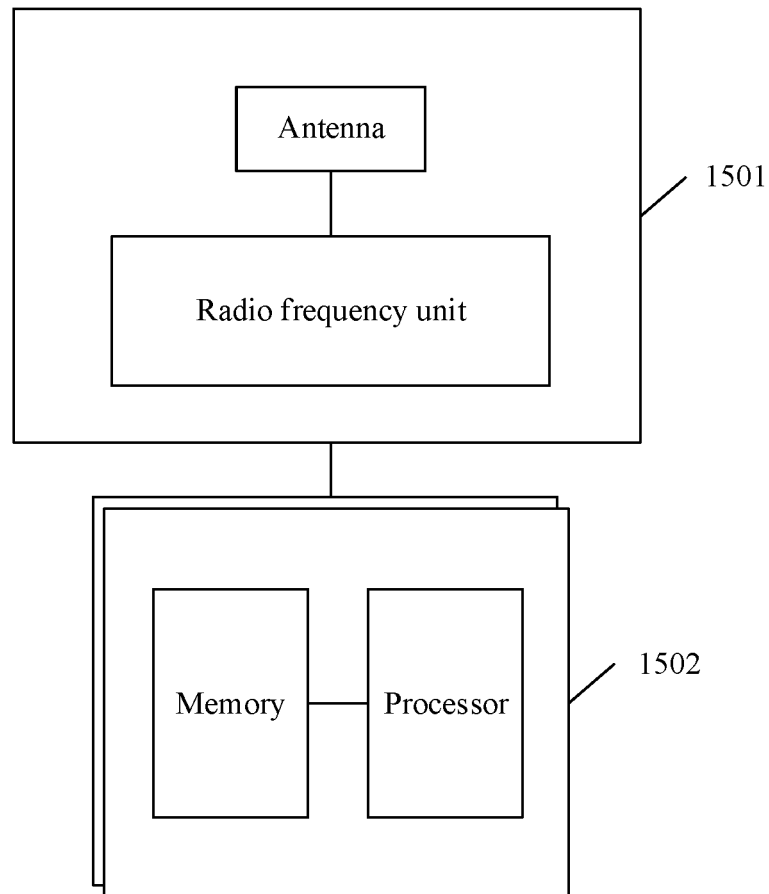 Antenna
1501
Radio frequency unit
1502
Memory
Processor